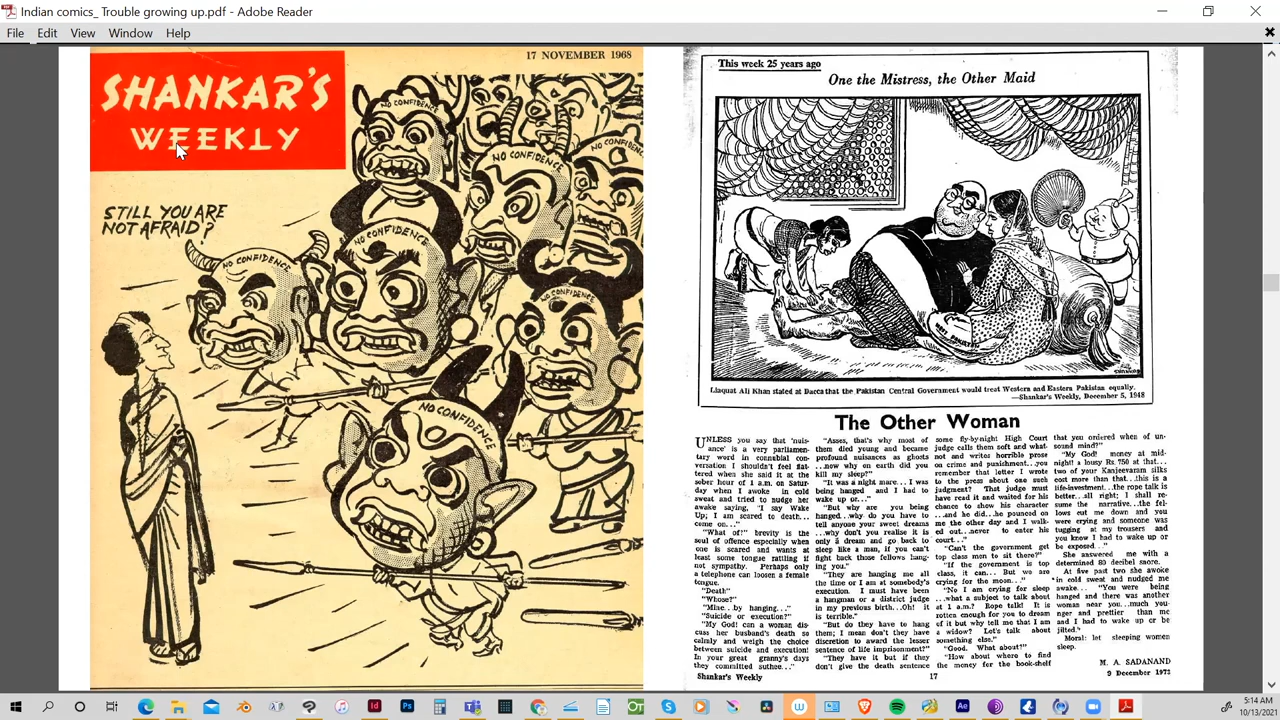 Indian comics_ Trouble growing up.pdf - Adobe Reader
File Edit View Window Help
17 NOVEMBER 1968
SHANKAR'S
WEEKLY
STILL YOU ARE
NOT AFRAID?
NO CONFIDENCE
NO CONFIDENCE
NO CONFIDENCE
NO CONFIDENCE
NO CONFIDENCE
NO CONFIDENCE
NO CONFIDENCE
This week 25 years ago
One the Mistress, the Other Maid
Liaquat Ali Khan stated at Dacca that the Pakistan Central Government would treat Western and Eastern Pakistan equally.
—Shankar's Weekly, December 5, 1948
The Other Woman
UNLESS you say that 'nuis-
ance' is a very parliamen-
tary word in connubial con-
versation I shouldn't feel flat-
tered when she said it at the
sober hour of 1 a.m. on Satur-
day when I awoke in cold
sweat and tried to nudge her
awake saying, "I say Wake
Up; I am scared to death...
come on..."
"What of!" brevity is the
soul of offence especially when
one is scared and wants at
least some tongue rattling if
not sympathy. Perhaps only
a telephone can loosen a female
tongue.
"Death"
"Whose?"
"Mine...by hanging..."
"Suicide or execution?"
"My God! can a woman dis-
cuss her husband's death so
calmly and weigh the choice
between suicide and execution!
In your great granny's days
they committed suthee..."
"Asses, that's why most of
them died young and became
profound nuisances as ghosts
...now why on earth did you
kill my sleep?"
"It was a night mare... I was
being hanged and I had to
wake up or..."
"But why are you being
hanged...why do you have to
tell anyone your sweet dreams
...why don't you realise it is
only a dream and go back to
sleep like a man, if you can't
fight back those fellows hang-
ing you."
"They are hanging me all
the time or I am at somebody's
execution. I must have been
a hangman or a district judge
in my previous birth...Oh! it
is terrible."
"But do they have to hang
them; I mean don't they have
discretion to award the lesser
sentence of life imprisonment?"
"They have it but if they
don't give the death sentence
some fly-by-night High Court
judge calls them soft and what-
not and writes horrible prose
on crime and punishment...you
remember that letter I wrote
to the press about one such
judgment? That judge must
have read it and waited for his
chance to show his character
...and he did...he pounced on
me the other day and I walk-
ed out...never to enter his
court..."
"Can't the government get
top class men to sit there?"
"If the government is top
class, it can... But we are
crying for the moon..."
"No I am crying for sleep
...what a subject to talk about
at 1 a.m.? Rope talk! It is
rotten enough for you to dream
of it but why tell me that I am
a widow? Let's talk about
something else."
"Good. What about?"
"How about where to find
the money for the book-shelf
that you ordered when of un-
sound mind?"
"My God! money at mid-
night! a lousy Rs. 750 at that...
two of your Kanjeevaram silks
cost more than that...this is a
life-investment...the rope talk is
better...all right; I shall re-
sume the narrative...the fel-
lows cut me down and you
were crying and someone was
tugging at my trousers and
you know I had to wake up or
be exposed..."
She answered me with a
determined 80 decibel snore.
At five past two she awoke
in cold sweat and nudged me
awake... "You were being
hanged and there was another
woman near you...much you-
nger and prettier than me
and I had to wake up or be
jilted."
Moral: let sleeping women
sleep.
M. A. SADANAND
Shankar's Weekly
17
5:14 AM
10/13/2021